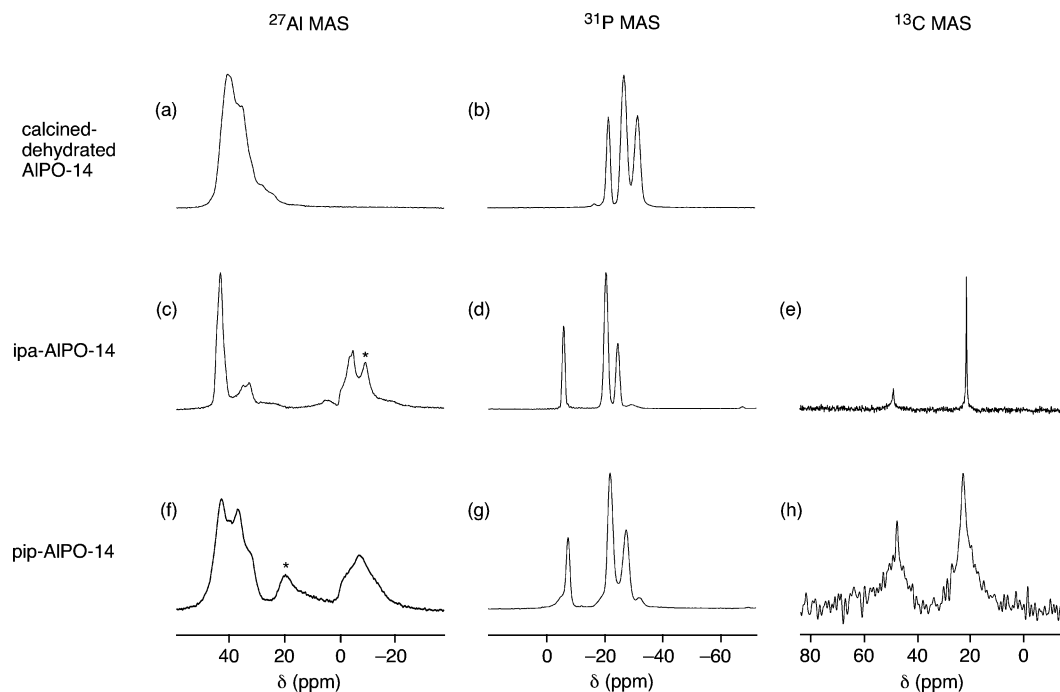 ²⁷Al MAS
³¹P MAS
¹³C MAS
(a)
(b)
calcined-
dehydrated
AlPO-14
(c)
*
(d)
(e)
ipa-AlPO-14
(f)
*
(g)
(h)
pip-AlPO-14
40 20 0 −20
0 −20 −40 −60
80 60 40 20 0
δ (ppm)
δ (ppm)
δ (ppm)